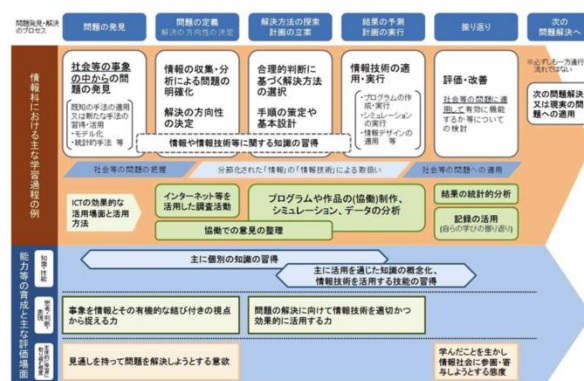 問題発見・解決
のプロセス
問題の発見
問題の定義
解決の方向性の決定
解決方法の探索
計画の立案
結果の予測
計画の実行
振り返り
次の
問題解決へ
情報科における主な学習過程の例
社会等の事象
の中からの問
題の発見
既知の手法の適用
又は新たな手法の
習得・活用
・モデル化
・統計的手法 等
情報の収集・分
析による問題の
明確化
解決の方向性
の決定
合理的判断に
基づく解決方法
の選択
手順の策定や
基本設計
情報技術の適
用・実行
・プログラムの作
成・実行
・シミュレーション
の実行
・情報デザインの
適用 等
評価・改善
社会等の問題に適
用して有効に機能
するか等について
の検討
※必ずしも一方通行の
流れではない
次の問題解決
又は現実の問
題への適用
情報や情報技術等に関する知識の習得
社会等の問題の把握
分節化された「情報」の「情報技術」による取扱い
社会等の問題への適用
ICTの効果的な
活用場面と活用
方法
インターネット等を
活用した調査活動
プログラムや作品の(協働)制作、
シミュレーション、データの分析
協働での意見の整理
結果の統計的分析
記録の活用
(自らの学びの振り返り)
能力等の育成と主な評価場面
知識・技能
主に個別の知識の習得
主に活用を通じた知識の概念化、
情報技術を活用する技能の習得
思考・判断・
表現
事象を情報とその有機的な結び付きの視点
から捉える力
問題の解決に向けて情報技術を適切かつ
効果的に活用する力
見通しを持って問題を解決しようとする意欲
学んだことを生かし
情報社会に参画・寄
与しようとする態度